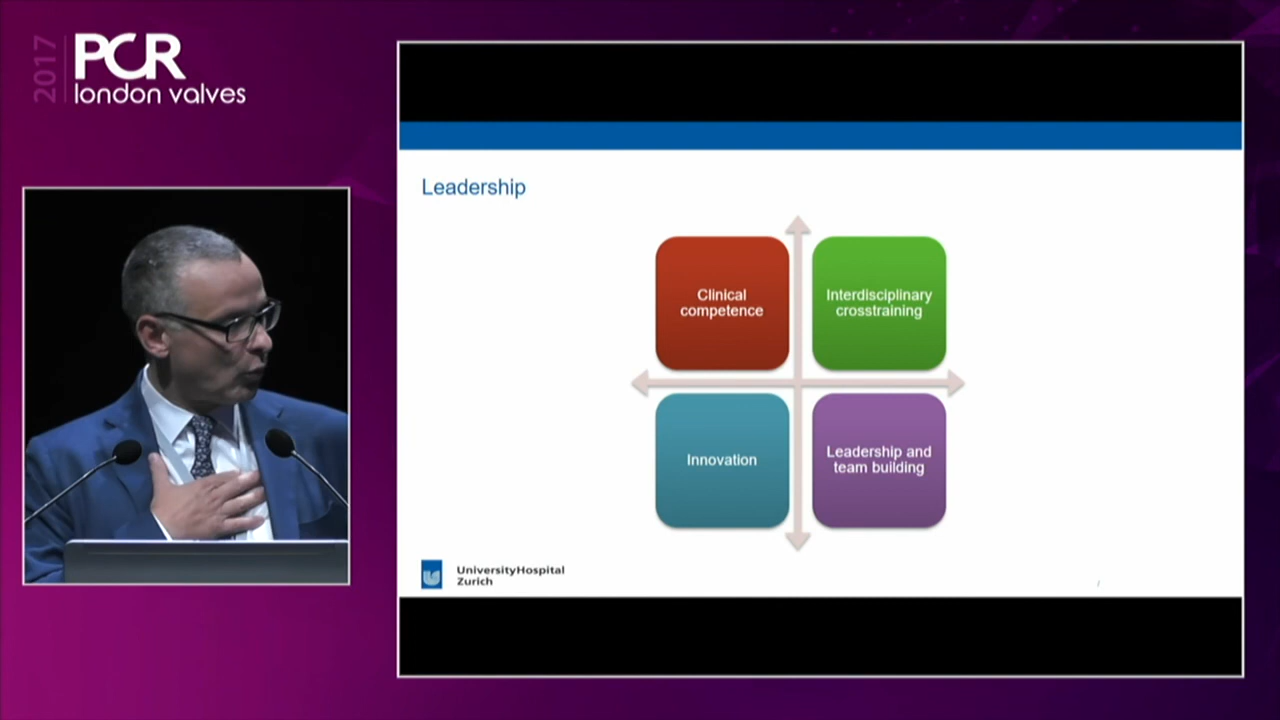 2017
PCR
london valves
Leadership
Clinical
competence
Interdisciplinary
crosstraining
Innovation
Leadership and
team building
UniversityHospital
Zurich
/